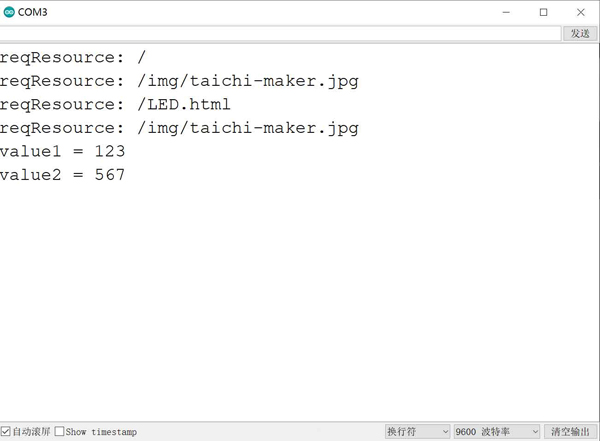 COM3
发送
reqResource: /
reqResource: /img/taichi-maker.jpg
reqResource: /LED.html
reqResource: /img/taichi-maker.jpg
value1 = 123
value2 = 567
自动滚屏 Show timestamp 换行符 9600 波特率 清空输出